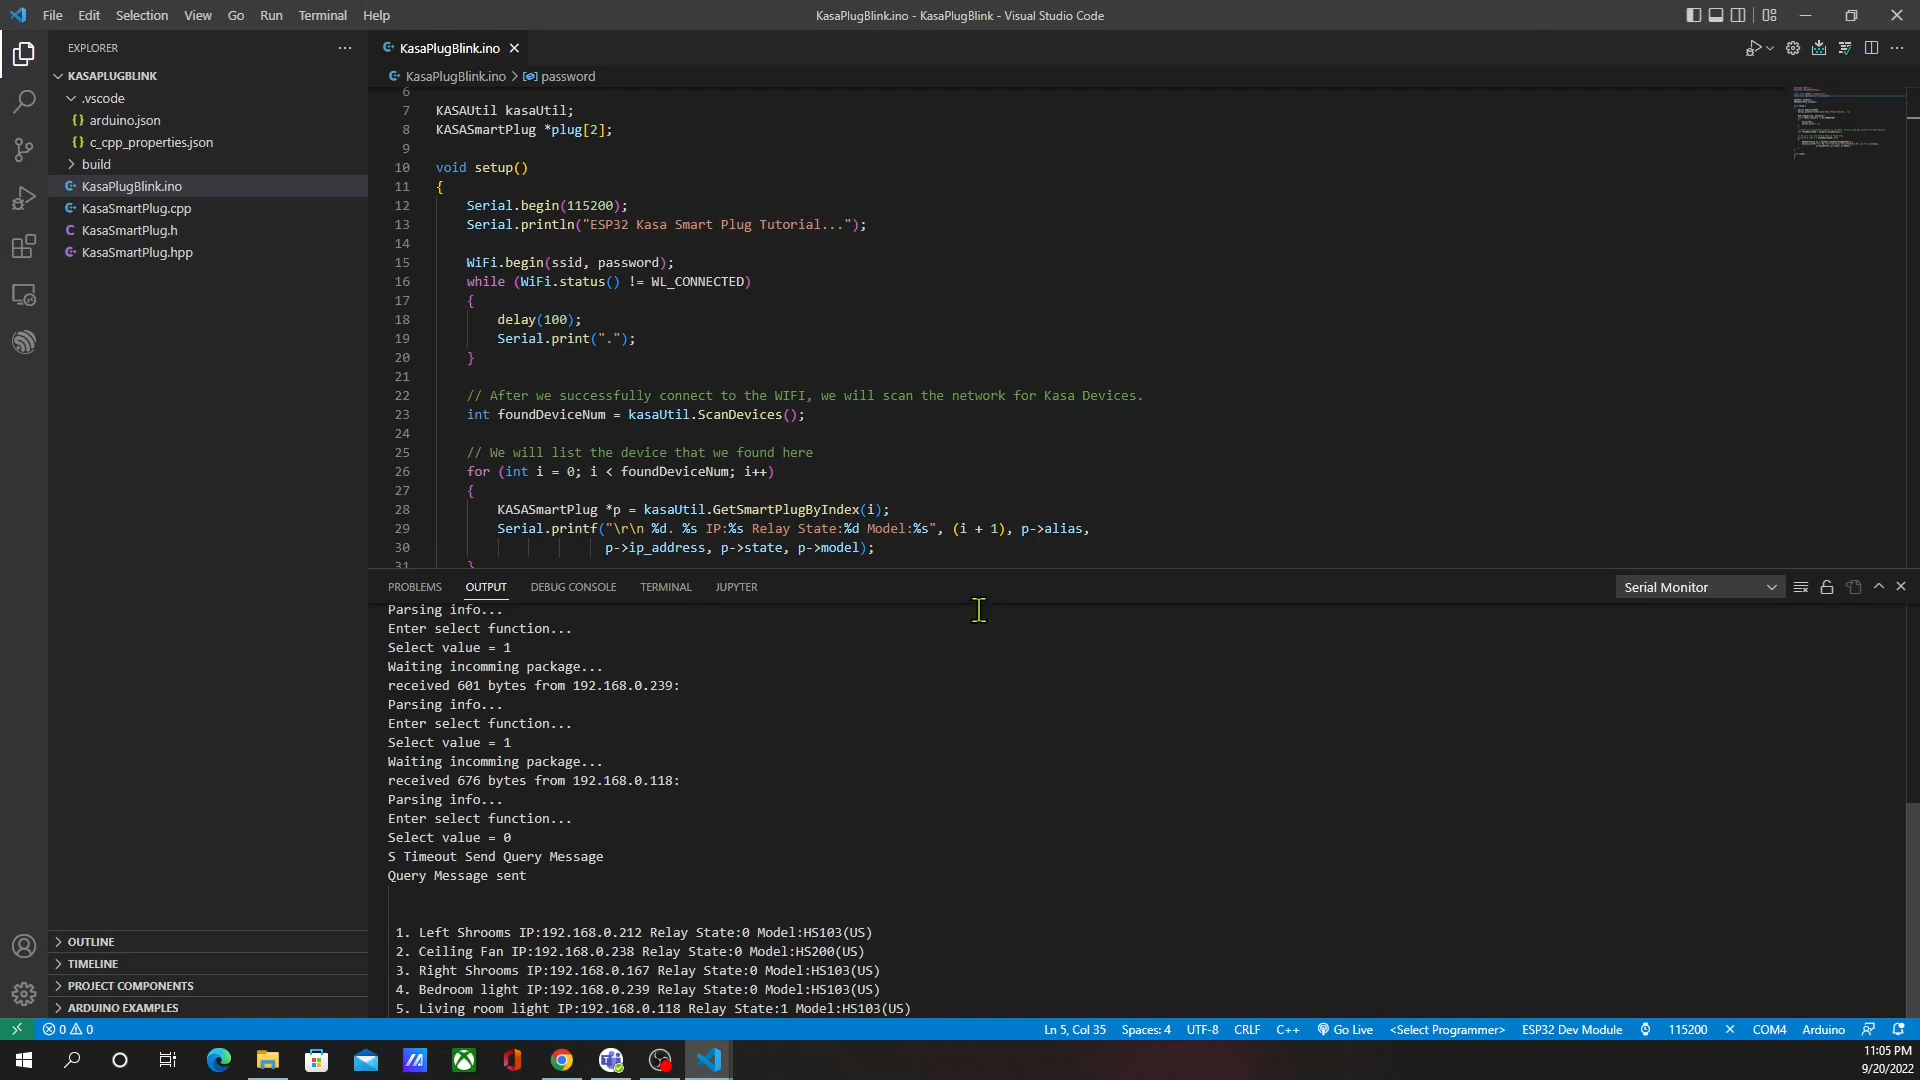 File Edit Selection View Go Run Terminal Help
KasaPlugBlink.ino - KasaPlugBlink - Visual Studio Code
EXPLORER
KASAPLUGBLINK
.vscode
arduino.json
c_cpp_properties.json
build
KasaPlugBlink.ino
KasaSmartPlug.cpp
KasaSmartPlug.h
KasaSmartPlug.hpp
OUTLINE
TIMELINE
PROJECT COMPONENTS
ARDUINO EXAMPLES
KasaPlugBlink.ino
KasaPlugBlink.ino > password
6
7 KASAUtil kasaUtil;
8 KASASmartPlug *plug[2];
9
10 void setup()
11 {
12 Serial.begin(115200);
13 Serial.println("ESP32 Kasa Smart Plug Tutorial...");
14
15 WiFi.begin(ssid, password);
16 while (WiFi.status() != WL_CONNECTED)
17 {
18 delay(100);
19 Serial.print(".");
20 }
21
22 // After we successfully connect to the WIFI, we will scan the network for Kasa Devices.
23 int foundDeviceNum = kasaUtil.ScanDevices();
24
25 // We will list the device that we found here
26 for (int i = 0; i < foundDeviceNum; i++)
27 {
28 KASASmartPlug *p = kasaUtil.GetSmartPlugByIndex(i);
29 Serial.printf("\r\n %d. %s IP:%s Relay State:%d Model:%s", (i + 1), p->alias,
30 p->ip_address, p->state, p->model);
31 }
PROBLEMS OUTPUT DEBUG CONSOLE TERMINAL JUPYTER
Serial Monitor
Parsing info...
Enter select function...
Select value = 1
Waiting incomming package...
received 601 bytes from 192.168.0.239:
Parsing info...
Enter select function...
Select value = 1
Waiting incomming package...
received 676 bytes from 192.168.0.118:
Parsing info...
Enter select function...
Select value = 0
S Timeout Send Query Message
Query Message sent
1. Left Shrooms IP:192.168.0.212 Relay State:0 Model:HS103(US)
2. Ceiling Fan IP:192.168.0.238 Relay State:0 Model:HS200(US)
3. Right Shrooms IP:192.168.0.167 Relay State:0 Model:HS103(US)
4. Bedroom light IP:192.168.0.239 Relay State:0 Model:HS103(US)
5. Living room light IP:192.168.0.118 Relay State:1 Model:HS103(US)
0 0
Ln 5, Col 35 Spaces: 4 UTF-8 CRLF C++ Go Live <Select Programmer> ESP32 Dev Module 115200 COM4 Arduino
11:05 PM
9/20/2022